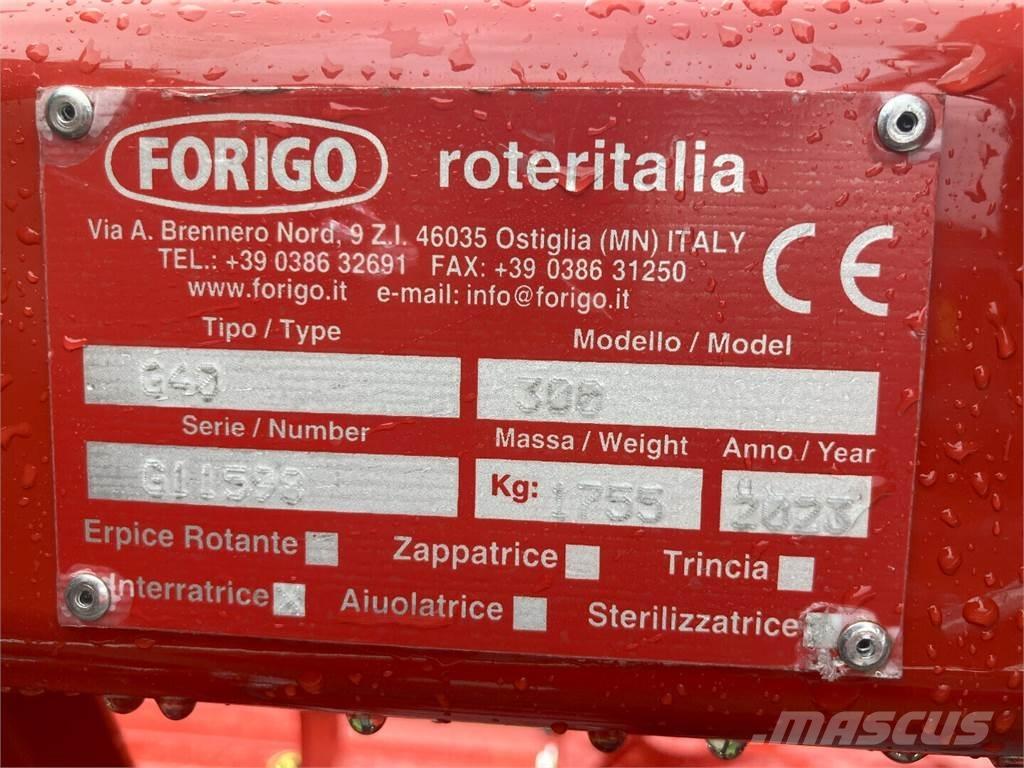 FORIGO roteritalia
Via A. Brennero Nord, 9 Z.I. 46035 Ostiglia (MN) ITALY
TEL.: +39 0386 32691 FAX: +39 0386 31250
www.forigo.it e-mail: info@forigo.it
CE
Tipo / Type Modello / Model
G40 300
Serie / Number Massa / Weight Anno / Year
Kg: 1755 2023
Erpice Rotante Zappatrice Trincia
Interratrice Aiuolatrice Sterilizzatrice
MASCUS